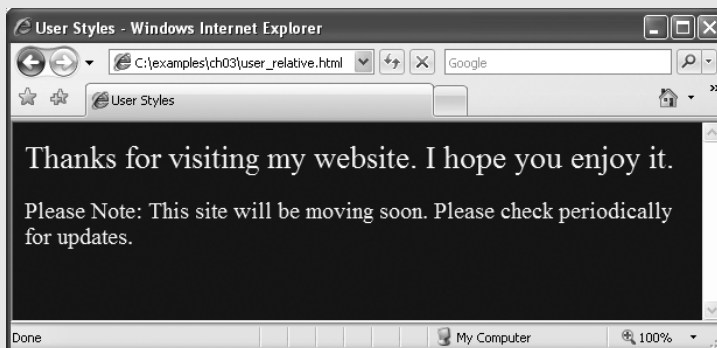 User Styles - Windows Internet Explorer
C:\examples\ch03\user_relative.html
Google
User Styles
Thanks for visiting my website. I hope you enjoy it.
Please Note: This site will be moving soon. Please check periodically
for updates.
Done
My Computer
100%